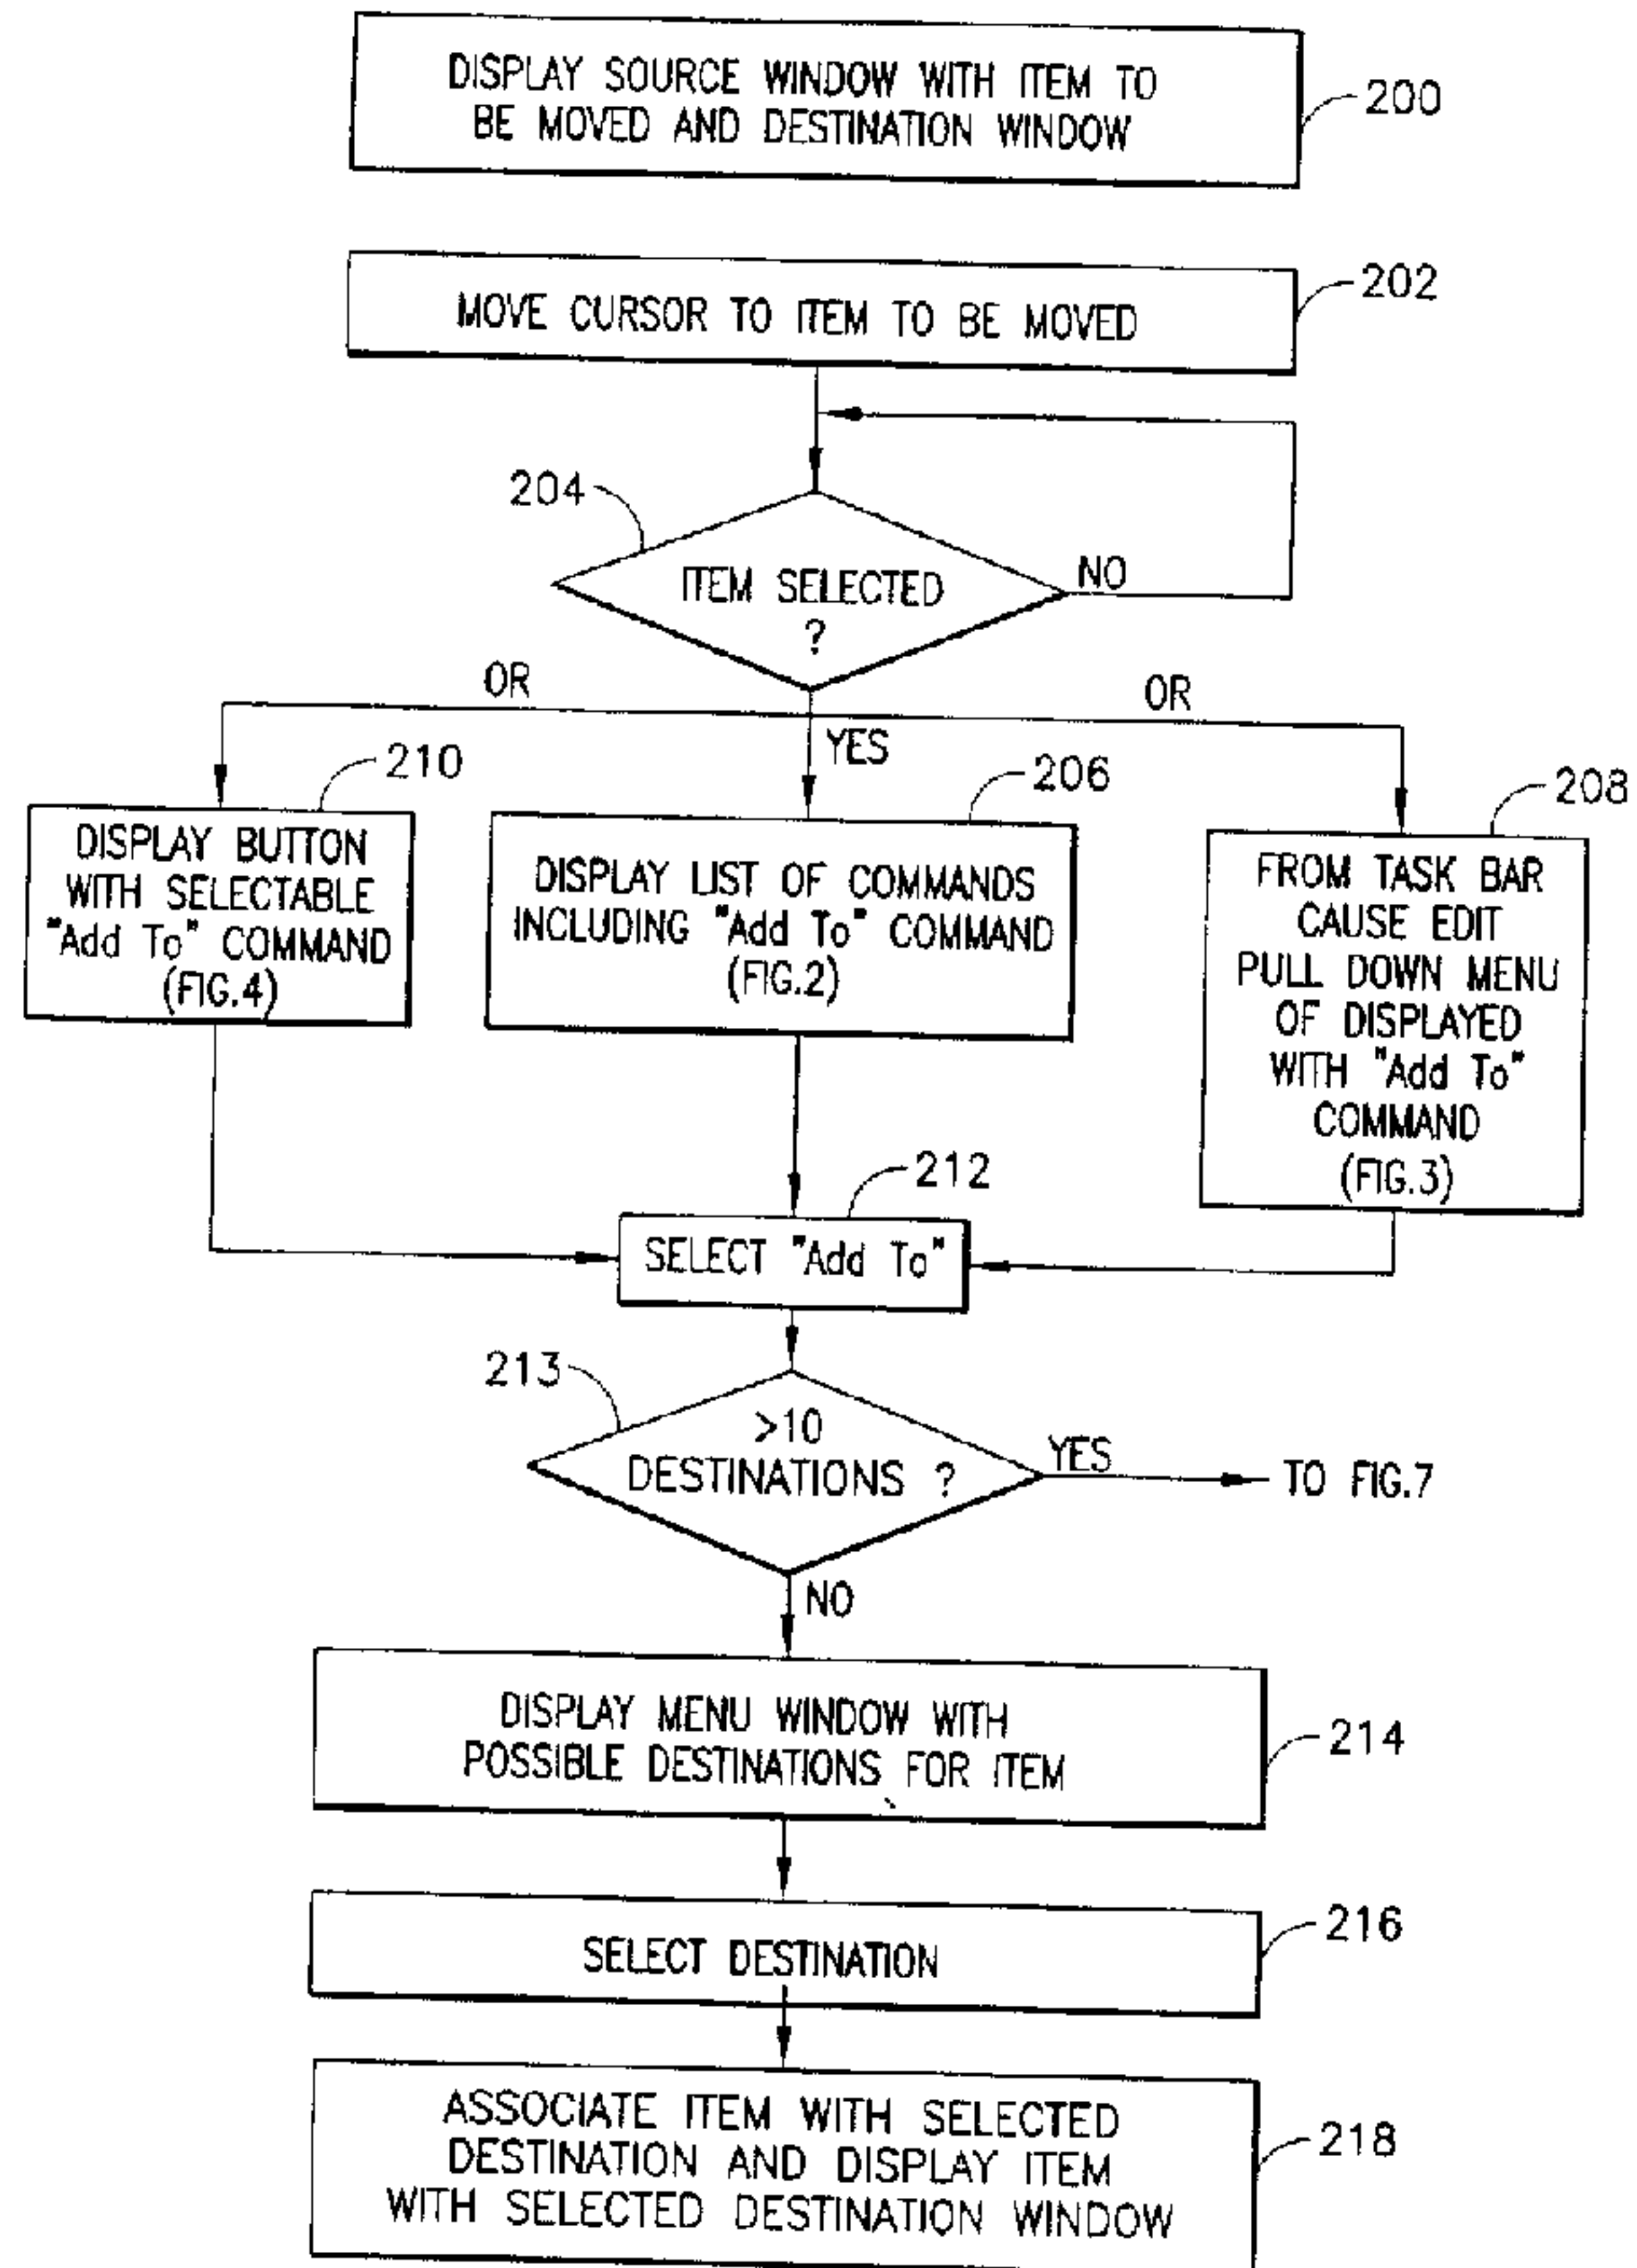 DISPLAY SOURCE WINDOW WITH ITEM TO
BE MOVED AND DESTINATION WINDOW
200
MOVE CURSOR TO ITEM TO BE MOVED
202
204
ITEM SELECTED
?
NO
OR
YES
OR
210
DISPLAY BUTTON
WITH SELECTABLE
"Add To" COMMAND
(FIG.4)
206
DISPLAY LIST OF COMMANDS
INCLUDING "Add To" COMMAND
(FIG.2)
208
FROM TASK BAR
CAUSE EDIT
PULL DOWN MENU
OF DISPLAYED
WITH "Add To"
COMMAND
(FIG.3)
212
SELECT "Add To"
213
>10
DESTINATIONS ?
YES
TO FIG.7
NO
DISPLAY MENU WINDOW WITH
POSSIBLE DESTINATIONS FOR ITEM
214
SELECT DESTINATION
216
ASSOCIATE ITEM WITH SELECTED
DESTINATION AND DISPLAY ITEM
WITH SELECTED DESTINATION WINDOW
218